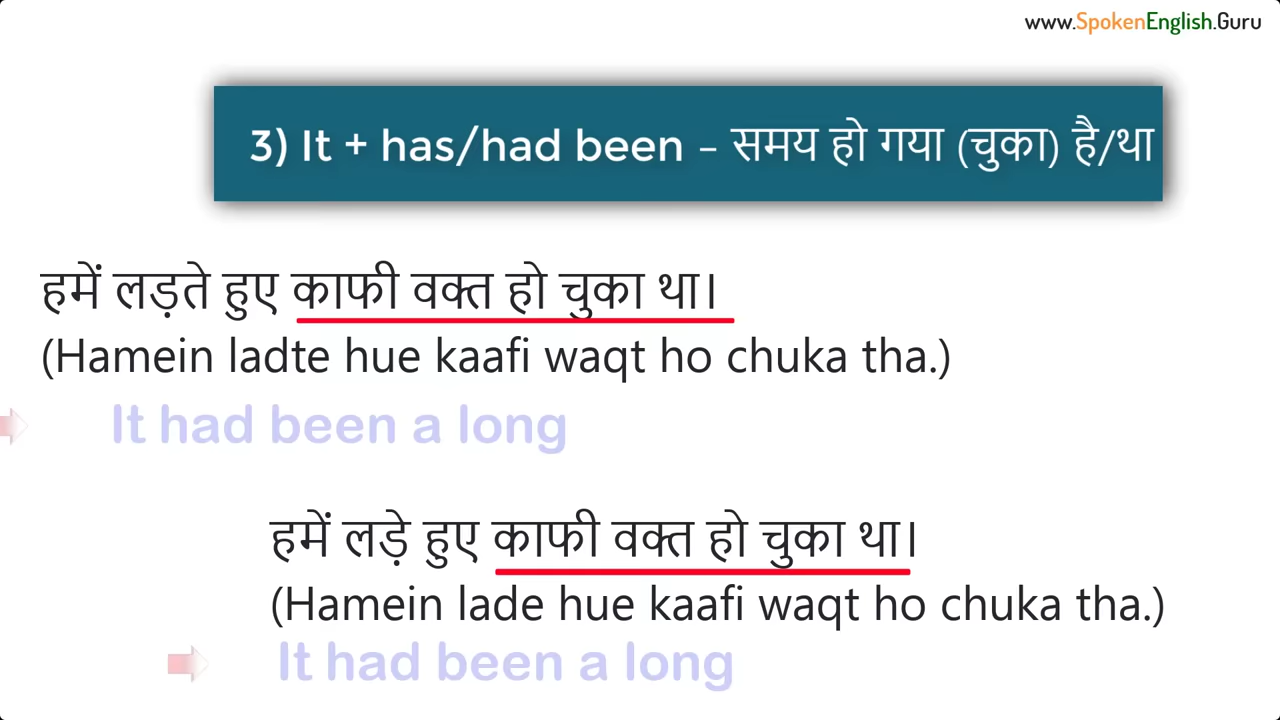 www.SpokenEnglish.Guru
3) It + has/had been – समय हो गया (चुका) है/था
हमें लड़ते हुए काफी वक्त हो चुका था।
(Hamein ladte hue kaafi waqt ho chuka tha.)
It had been a long
हमें लड़े हुए काफी वक्त हो चुका था।
(Hamein lade hue kaafi waqt ho chuka tha.)
It had been a long